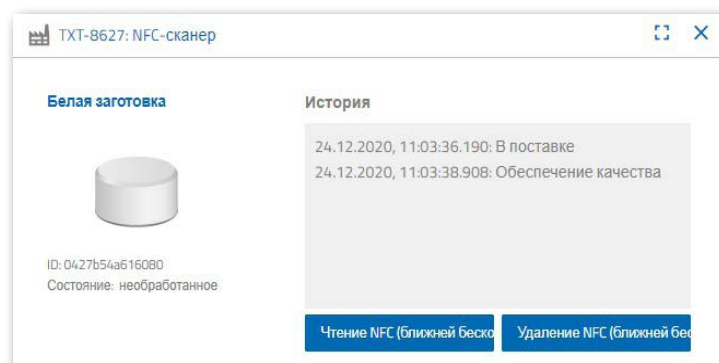 TXT-8627: NFC-сканер
Белая заготовка
История
24.12.2020, 11:03:36.190: В поставке
24.12.2020, 11:03:38.908: Обеспечение качества
ID: 0427b54a616080
Состояние: необработанное
Чтение NFC (ближней беско
Удаление NFC (ближней бес